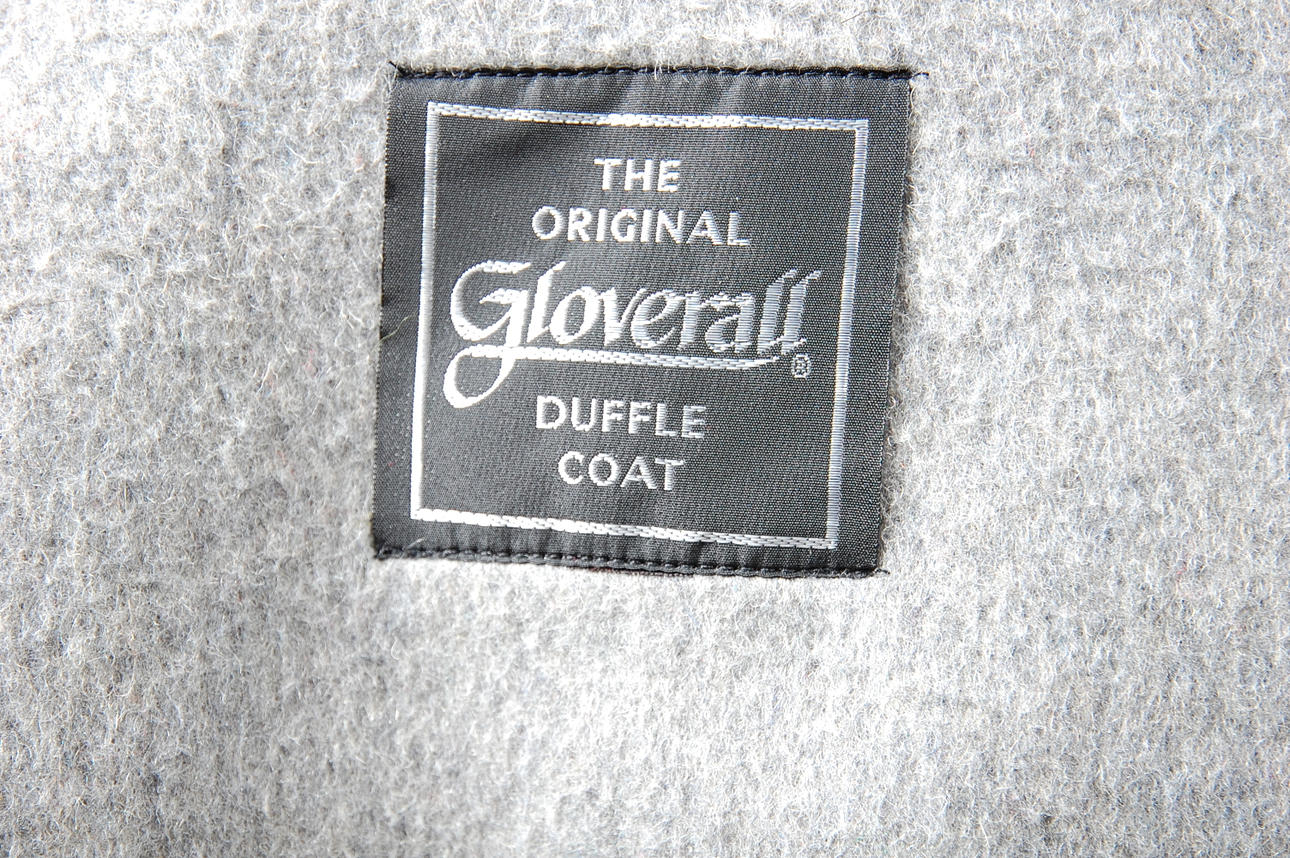 THE
ORIGINAL
Gloverall®
DUFFLE
COAT